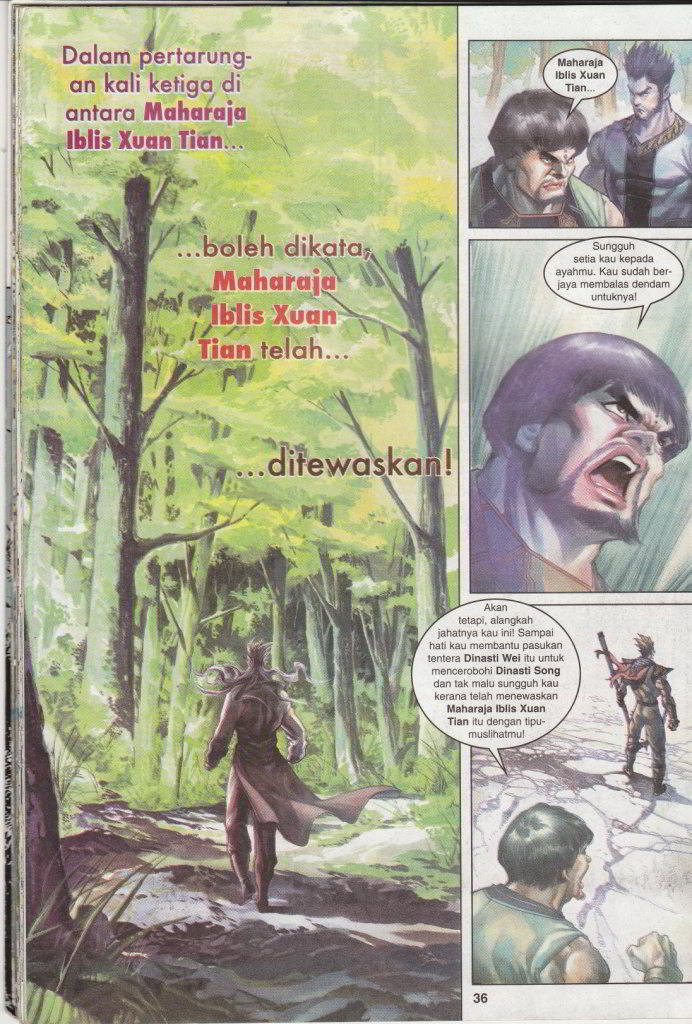 Dalam pertarung-
an kali ketiga di
antara Maharaja
Iblis Xuan Tian...
...boleh dikata,
Maharaja
Iblis Xuan
Tian telah...
...ditewaskan!
Maharaja
Iblis Xuan
Tian...
Sungguh
setia kau kepada
ayahmu. Kau sudah ber-
jaya membalas dendam
untuknya!
Akan
tetapi, alangkah
jahatnya kau ini! Sampai
hati kau membantu pasukan
tentera Dinasti Wei itu untuk
mencerobohi Dinasti Song
dan tak malu sungguh kau
kerana telah menewaskan
Maharaja Iblis Xuan
Tian itu dengan tipu-
muslihatmu!
36